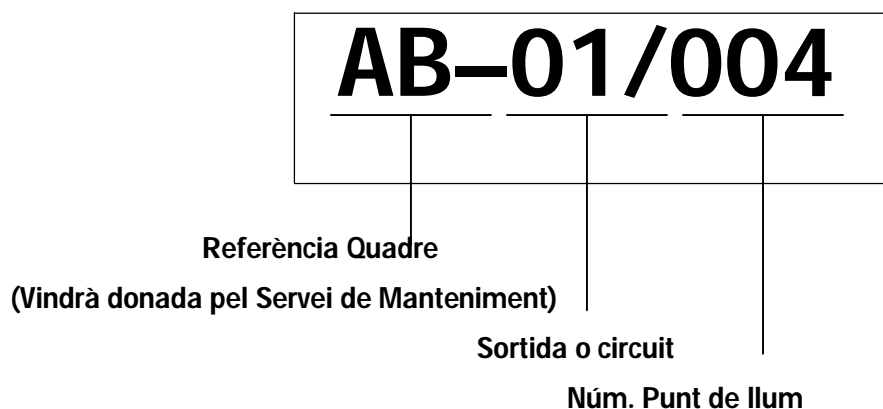 AB–01/004
Referència Quadre
(Vindrà donada pel Servei de Manteniment)
Sortida o circuit
Núm. Punt de llum